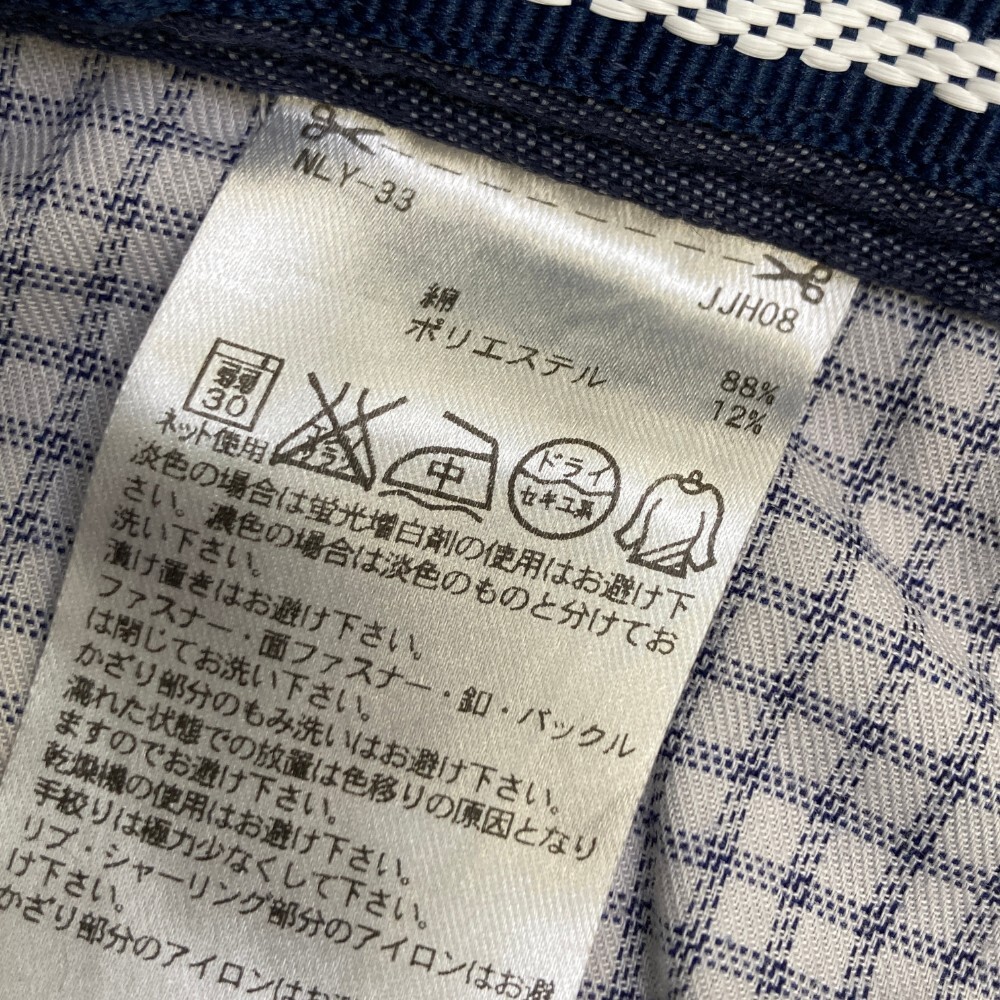 NLY-33
JJH08
綿 88%
ポリエステル 12%
弱 30
エンソ サラシ
中
ドライ
セキユ系
ネット使用
淡色の場合は蛍光増白剤の使用はお避け下
さい。濃色の場合は淡色のものと分けてお
洗い下さい。
漬け置きはお避け下さい。
ファスナー・面ファスナー・釦・バックル
は閉じてお洗い下さい。
かざり部分のもみ洗いはお避け下さい。
濡れた状態での放置は色移りの原因となり
ますのでお避け下さい。
乾燥機の使用はお避け下さい。
手絞りは極力少なくして下さい。
リブ・シャーリング部分のアイロンはお避
け下さい。
かざり部分のアイロンはお避